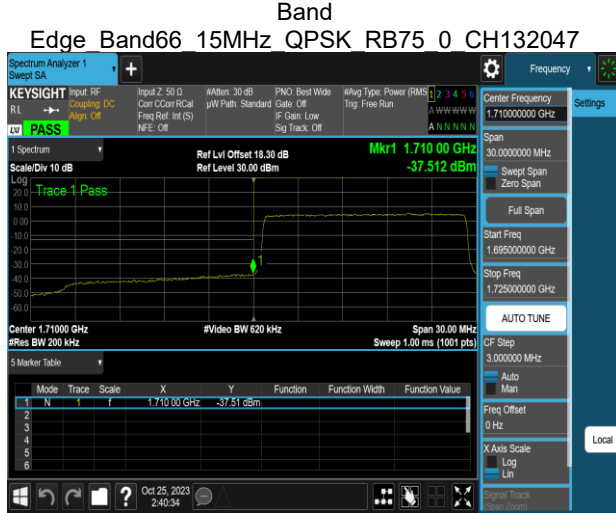 Band
Edge_Band66_15MHz_QPSK_RB75_0_CH132047
Spectrum Analyzer 1
Swept SA
+
Frequency
KEYSIGHT
RL
LXI PASS
Input: RF
Coupling: DC
Align: Off
Input Z: 50 Ω
Corr CCorr RCal
Freq Ref: Int (S)
NFE: Off
#Atten: 30 dB
µW Path: Standard
PNO: Best Wide
Gate: Off
IF Gain: Low
Sig Track: Off
#Avg Type: Power (RMS
Trig: Free Run
1 2 3 4 5 6
A W W W W W
A N N N N N
1 Spectrum
Scale/Div 10 dB
Ref Lvl Offset 18.30 dB
Ref Level 30.00 dBm
Mkr1 1.710 00 GHz
-37.512 dBm
Log
Trace 1 Pass
20.0
10.0
0.00
-10.0
-20.0
-30.0
-40.0
-50.0
-60.0
1
Center 1.71000 GHz
#Video BW 620 kHz
Span 30.00 MHz
#Res BW 200 kHz
Sweep 1.00 ms (1001 pts)
5 Marker Table
Mode Trace Scale X Y Function Function Width Function Value
1 N 1 f 1.710 00 GHz -37.51 dBm
2
3
4
5
6
Oct 25, 2023
2:40:34
Center Frequency
1.710000000 GHz
Settings
Span
30.0000000 MHz
Swept Span
Zero Span
Full Span
Start Freq
1.695000000 GHz
Stop Freq
1.725000000 GHz
AUTO TUNE
CF Step
3.000000 MHz
Auto
Man
Freq Offset
0 Hz
Local
X Axis Scale
Log
Lin
Signal Track
(Span Zoom)